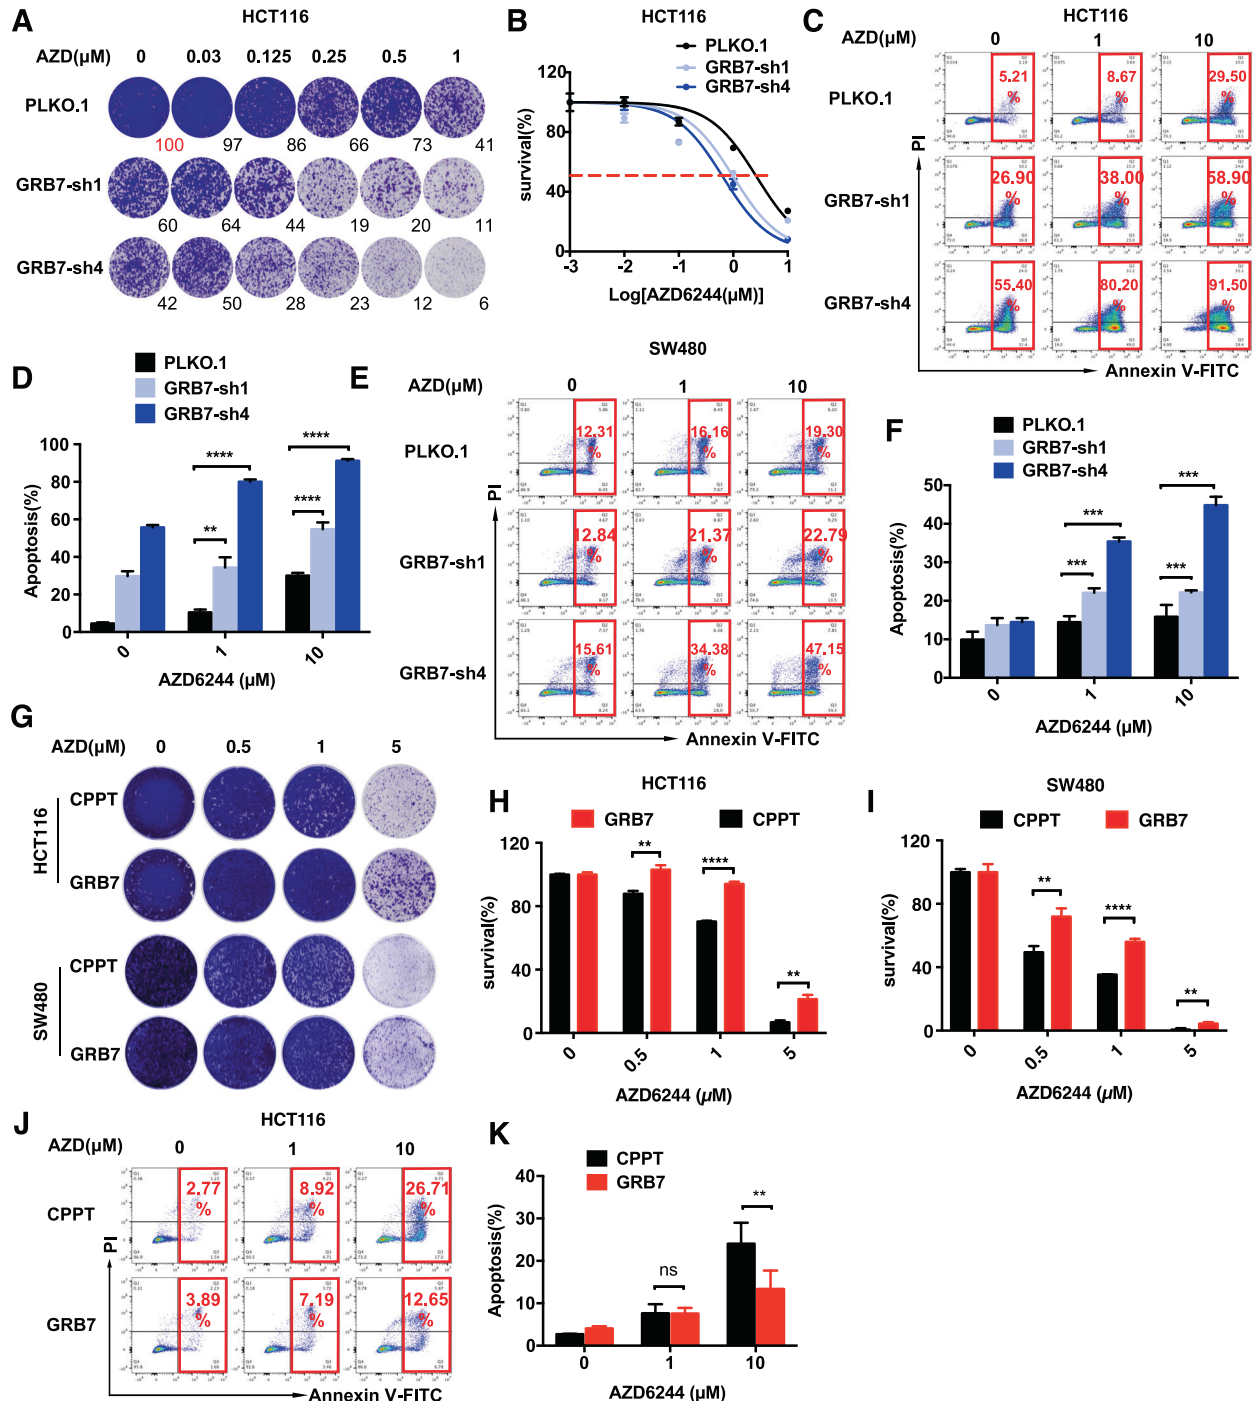 A
HCT116
AZD(μM) 0 0.03 0.125 0.25 0.5 1
PLKO.1
100 97 86 66 73 41
GRB7-sh1
60 64 44 19 20 11
GRB7-sh4
42 50 28 23 12 6
B
HCT116
PLKO.1
GRB7-sh1
GRB7-sh4
survival(%)
120
80
40
0
-3 -2 -1 0 1
Log[AZD6244(μM)]
C
HCT116
AZD(μM) 0 1 10
PLKO.1
5.21 % 8.67 % 29.50 %
GRB7-sh1
26.90 % 38.00 % 58.90 %
GRB7-sh4
55.40 % 80.20 % 91.50 %
PI
Annexin V-FITC
D
PLKO.1
GRB7-sh1
GRB7-sh4
Apoptosis(%)
100
80
60
40
20
0
** **** **** ****
0 1 10
AZD6244 (μM)
E
SW480
AZD(μM) 0 1 10
PLKO.1
12.31 % 16.16 % 19.30 %
GRB7-sh1
12.84 % 21.37 % 22.79 %
GRB7-sh4
15.61 % 34.38 % 47.15 %
PI
Annexin V-FITC
F
PLKO.1
GRB7-sh1
GRB7-sh4
Apoptosis(%)
50
40
30
20
10
0
*** *** *** ***
0 1 10
AZD6244 (μM)
G
AZD(μM) 0 0.5 1 5
HCT116
CPPT
GRB7
SW480
CPPT
GRB7
H
HCT116
GRB7 CPPT
survival(%)
120
80
40
0
** **** **
0 0.5 1 5
AZD6244 (μM)
I
SW480
CPPT GRB7
survival(%)
120
80
40
0
** **** **
0 0.5 1 5
AZD6244 (μM)
J
HCT116
AZD(μM) 0 1 10
CPPT
2.77 % 8.92 % 26.71 %
GRB7
3.89 % 7.19 % 12.65 %
PI
Annexin V-FITC
K
CPPT
GRB7
Apoptosis(%)
40
30
20
10
0
ns **
0 1 10
AZD6244 (μM)